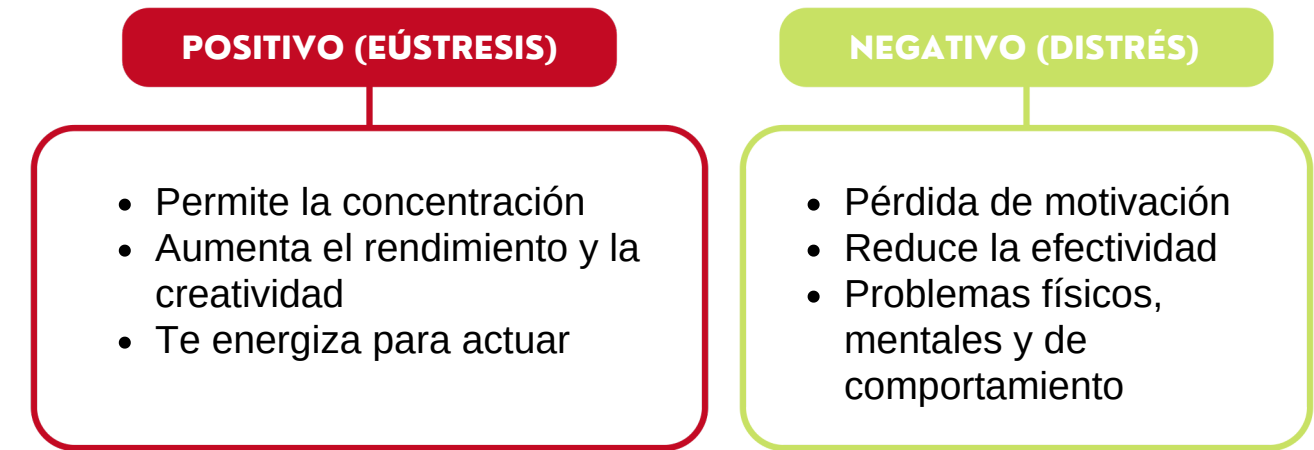 POSITIVO (EÚSTRESIS)
• Permite la concentración
• Aumenta el rendimiento y la
creatividad
• Te energiza para actuar
NEGATIVO (DISTRÉS)
• Pérdida de motivación
• Reduce la efectividad
• Problemas físicos,
mentales y de
comportamiento